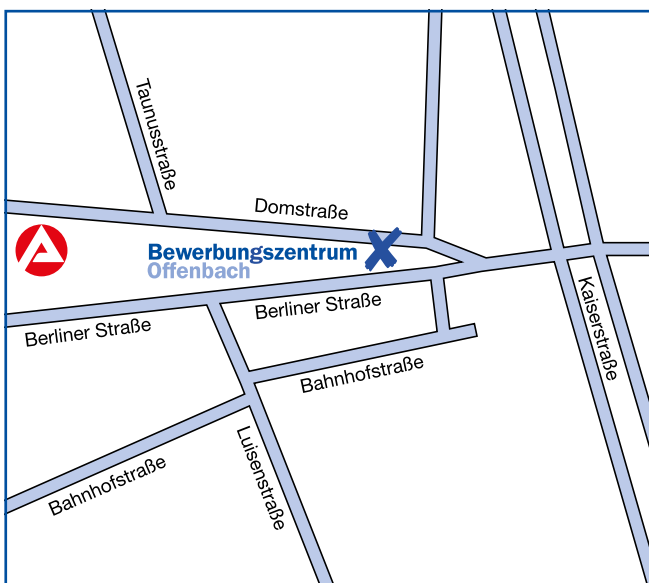 Taunusstraße
Domstraße
Bewerbungszentrum
Offenbach
Berliner Straße
Berliner Straße
Kaiserstraße
Bahnhofstraße
Luisenstraße
Bahnhofstraße